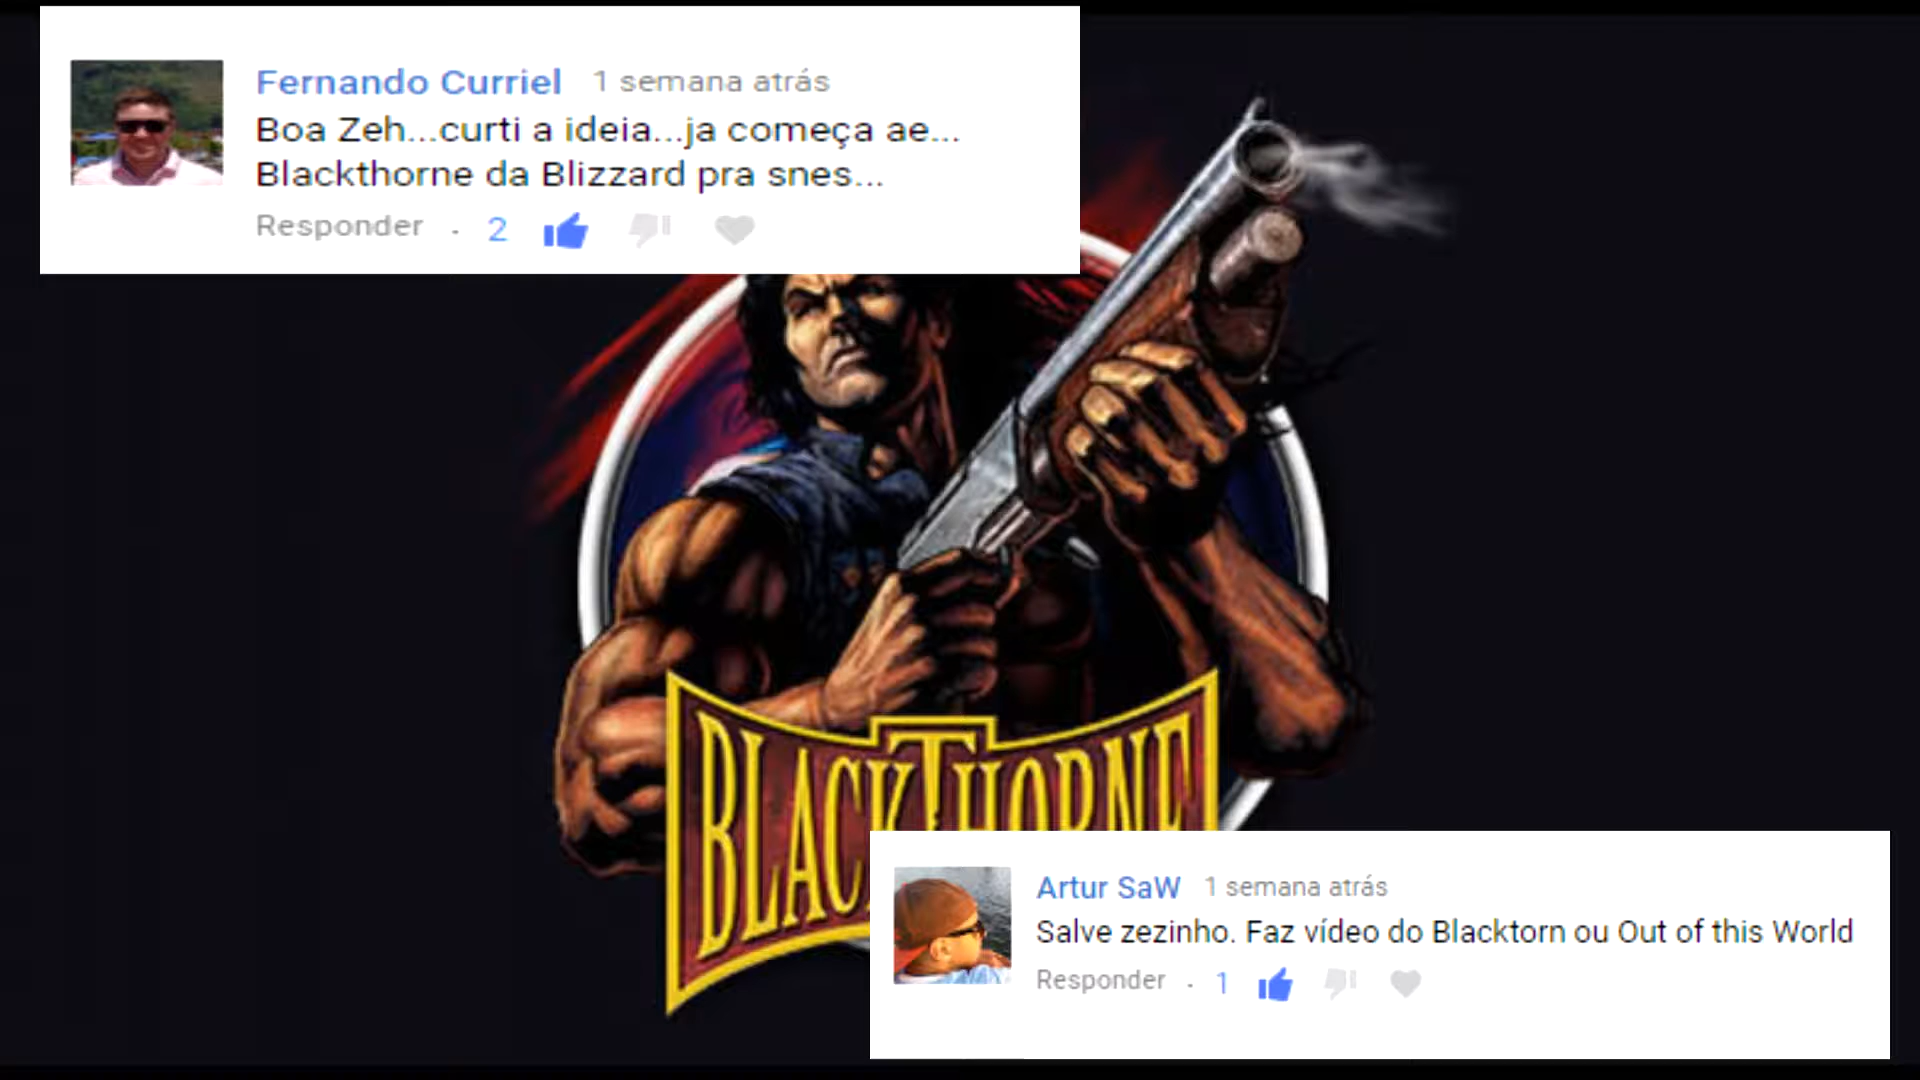 Fernando Curriel 1 semana atrás
Boa Zeh...curti a ideia...ja começa ae...
Blackthorne da Blizzard pra snes...
Responder . 2
BLACKTHORNE
Artur SaW 1 semana atrás
Salve zezinho. Faz vídeo do Blacktorn ou Out of this World
Responder . 1